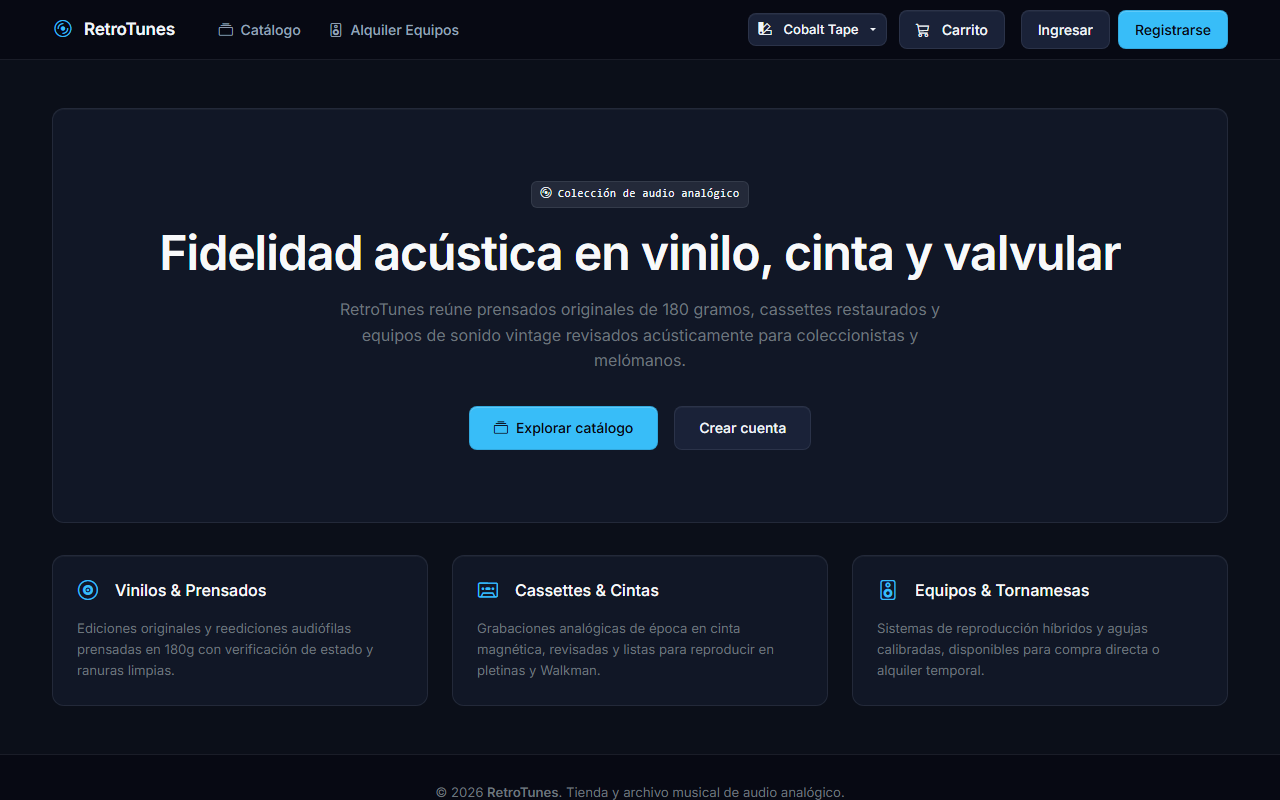 RetroTunes
Catálogo
Alquiler Equipos
Cobalt Tape
Carrito
Ingresar
Registrarse
Colección de audio analógico
Fidelidad acústica en vinilo, cinta y valvular
RetroTunes reúne prensados originales de 180 gramos, cassettes restaurados y
equipos de sonido vintage revisados acústicamente para coleccionistas y
melómanos.
Explorar catálogo
Crear cuenta
Vinilos & Prensados
Ediciones originales y reediciones audiófilas
prensadas en 180g con verificación de estado y
ranuras limpias.
Cassettes & Cintas
Grabaciones analógicas de época en cinta
magnética, revisadas y listas para reproducir en
pletinas y Walkman.
Equipos & Tornamesas
Sistemas de reproducción híbridos y agujas
calibradas, disponibles para compra directa o
alquiler temporal.
© 2026 RetroTunes. Tienda y archivo musical de audio analógico.